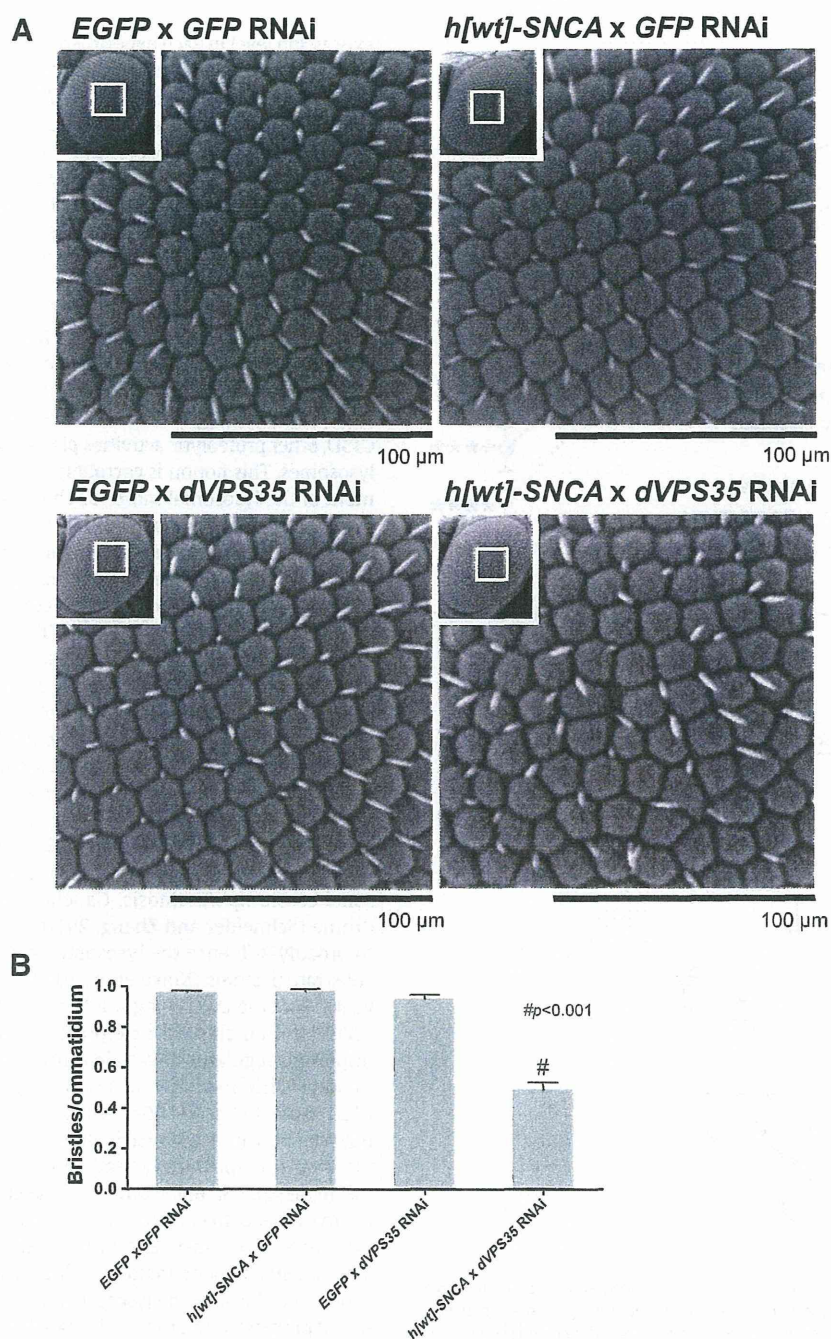 A
EGFP x GFP RNAi
h[wt]-SNCA x GFP RNAi
100 µm
100 µm
EGFP x dVPS35 RNAi
h[wt]-SNCA x dVPS35 RNAi
100 µm
100 µm
B
Bristles/ommatidium
1.0
0.8
0.6
0.4
0.2
0.0
#p<0.001
#
EGFP xGFP RNAi
h[wt]-SNCA x GFP RNAi
EGFP x dVPS35 RNAi
h[wt]-SNCA x dVPS35 RNAi